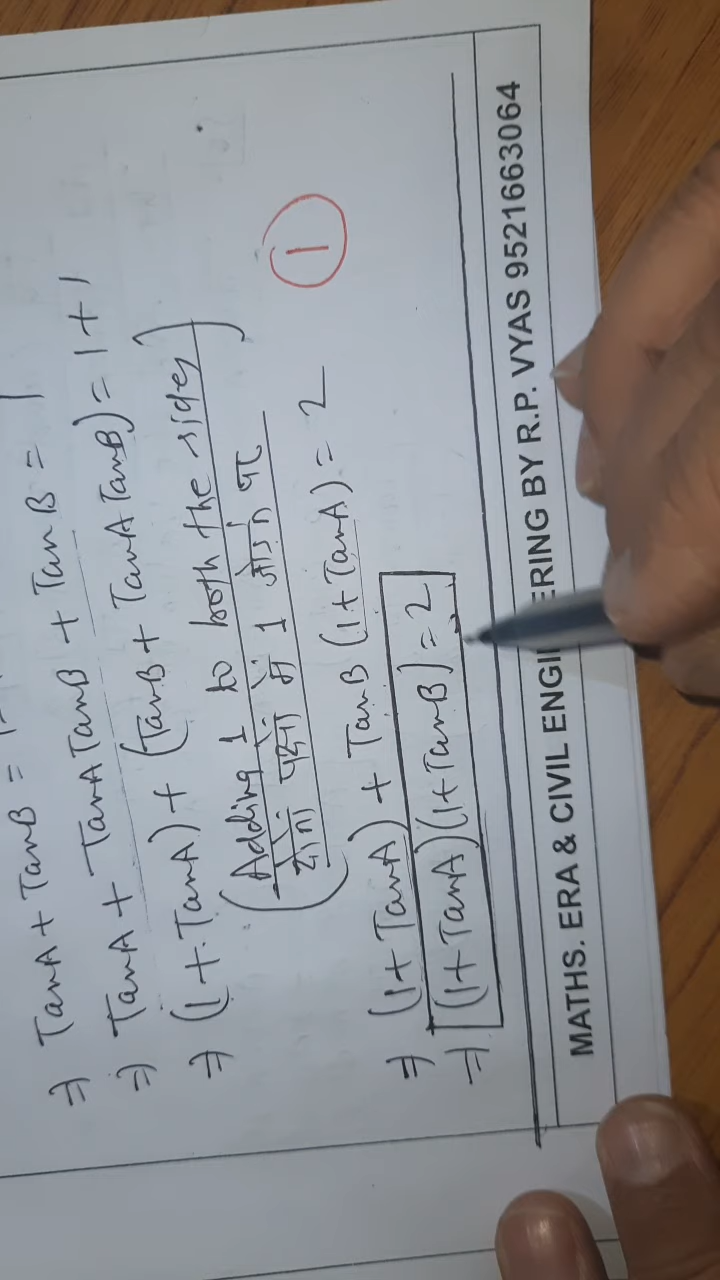 ⇒ TanA + TanB = 1-
⇒ TanA + TanA TanB + TanB = 1
⇒ (1 + TanA) + (TanB + TanA TanB) = 1+1
(Adding 1 to both the sides)
(दोनों पक्षों में 1 जोड़ने पर
⇒ (1+ TanA) + TanB (1+ TanA) = 2
1
⇒ (1+ TanA) (1+ TanB) = 2
MATHS. ERA & CIVIL ENGINEERING BY R.P. VYAS 9521663064